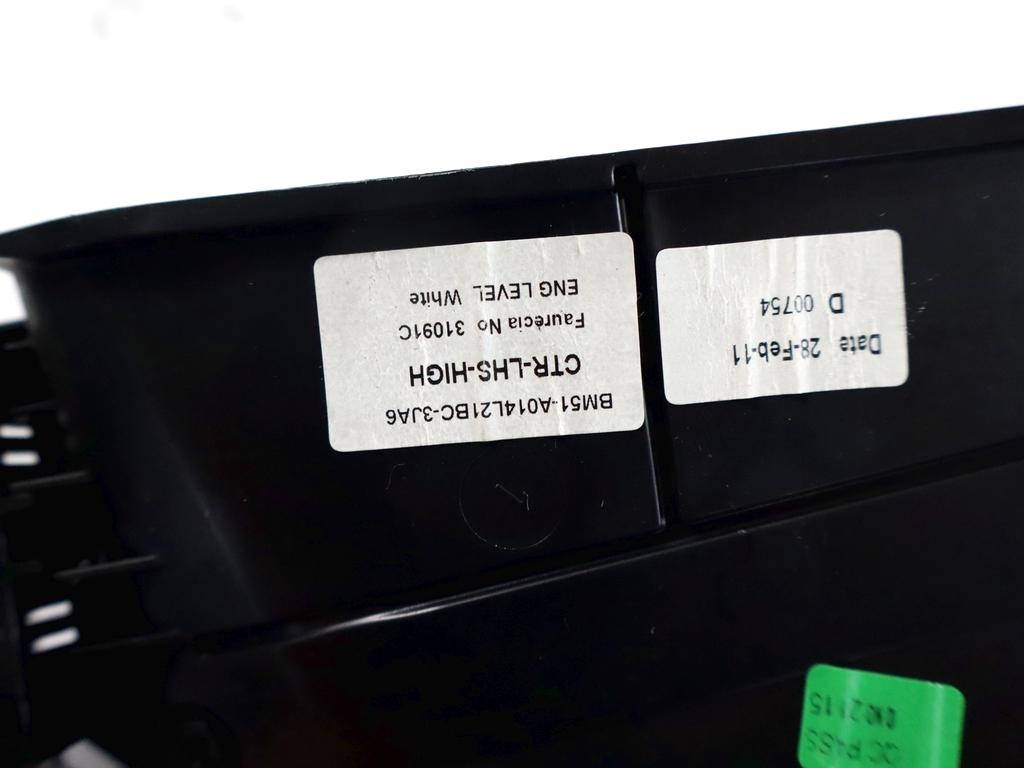 BM51-A014L21BC-3JA6
CTR-LHS-HIGH
Faurecia No 31091C
ENG LEVEL White
Date 28-Feb-11
D 00754
QC PASS